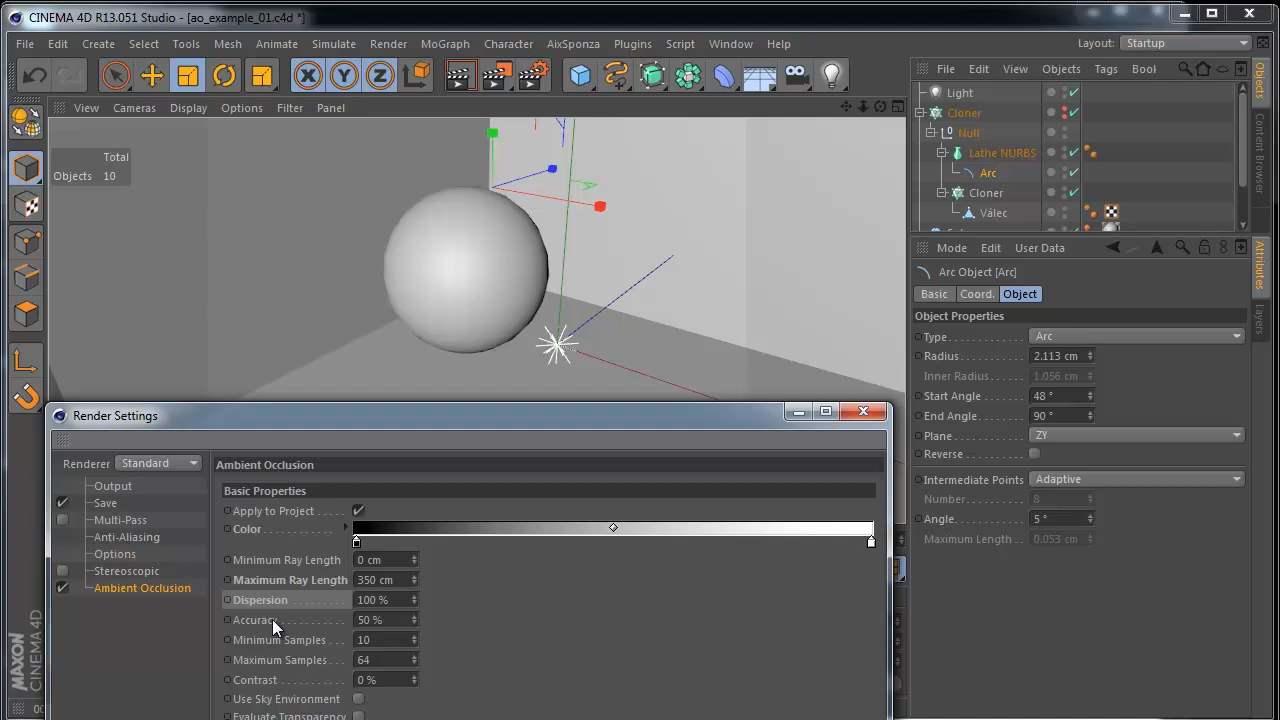 CINEMA 4D R13.051 Studio - [ao_example_01.c4d *]
File Edit Create Select Tools Mesh Animate Simulate Render MoGraph Character AixSponza Plugins Script Window Help
Layout: Startup
View Cameras Display Options Filter Panel
Total
Objects 10
File Edit View Objects Tags Bool
Light
Cloner
Null
Lathe NURBS
Arc
Cloner
Válec
Objects
Content Browser
Mode Edit User Data
Arc Object [Arc]
Basic Coord. Object
Object Properties
Type Arc
Radius 2.113 cm
Inner Radius 1.056 cm
Start Angle 48 °
End Angle 90 °
Plane ZY
Reverse
Intermediate Points Adaptive
Number 8
Angle 5 °
Maximum Length 0.053 cm
Attributes
Layers
Render Settings
Renderer Standard
Output
Save
Multi-Pass
Anti-Aliasing
Options
Stereoscopic
Ambient Occlusion
Ambient Occlusion
Basic Properties
Apply to Project
Color
Minimum Ray Length 0 cm
Maximum Ray Length 350 cm
Dispersion 100 %
Accuracy 50 %
Minimum Samples 10
Maximum Samples 64
Contrast 0 %
Use Sky Environment
Evaluate Transparency
MAXON
CINEMA 4D